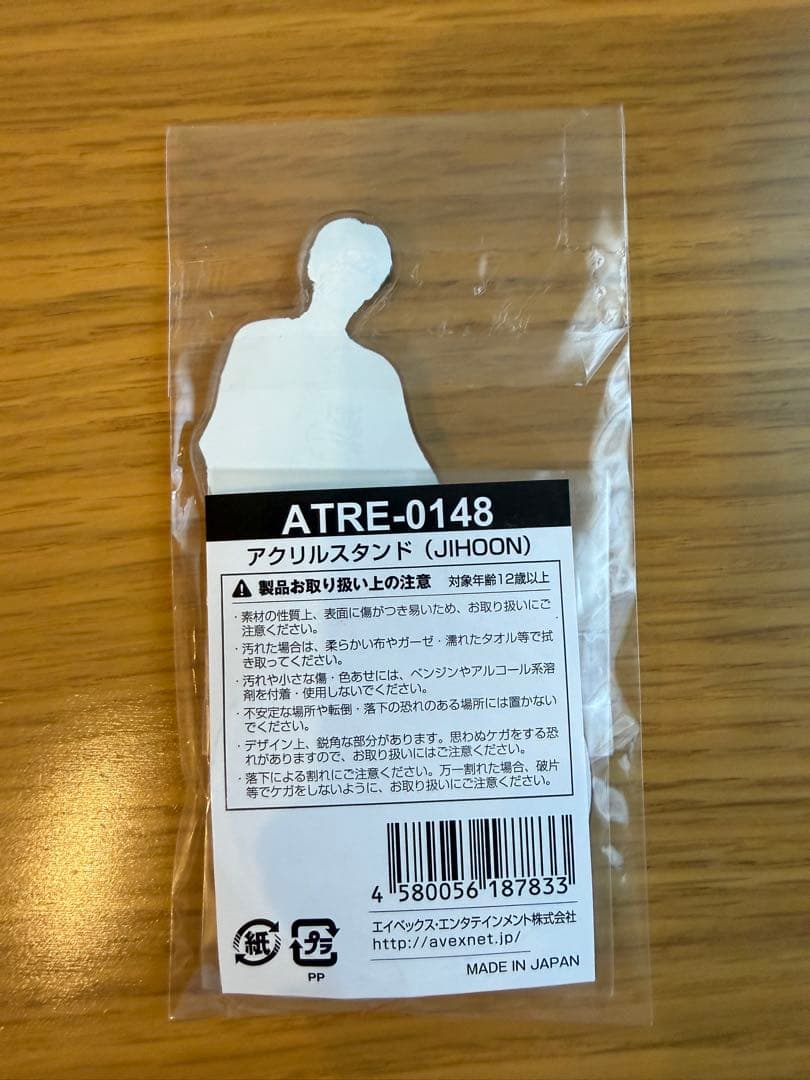 ATRE-0148
アクリルスタンド（JIHOON）
製品お取り扱い上の注意 対象年齢12歳以上
・素材の性質上、表面に傷がつき易いため、お取り扱いにご
注意ください。
・汚れた場合は、柔らかい布やガーゼ・濡れたタオル等で拭
き取ってください。
・汚れや小さな傷・色あせには、ベンジンやアルコール系溶
剤を付着・使用しないでください。
・不安定な場所や転倒・落下の恐れのある場所には置かない
でください。
・デザイン上、鋭角な部分があります。思わぬケガをする恐
れがありますので、お取り扱いにはご注意ください。
・落下による割れにご注意ください。万一割れた場合、破片
等でケガをしないように、お取り扱いにご注意ください。
4 580056 187833
エイベックス・エンタテインメント株式会社
http://avexnet.jp/
紙 プラ
PP
MADE IN JAPAN